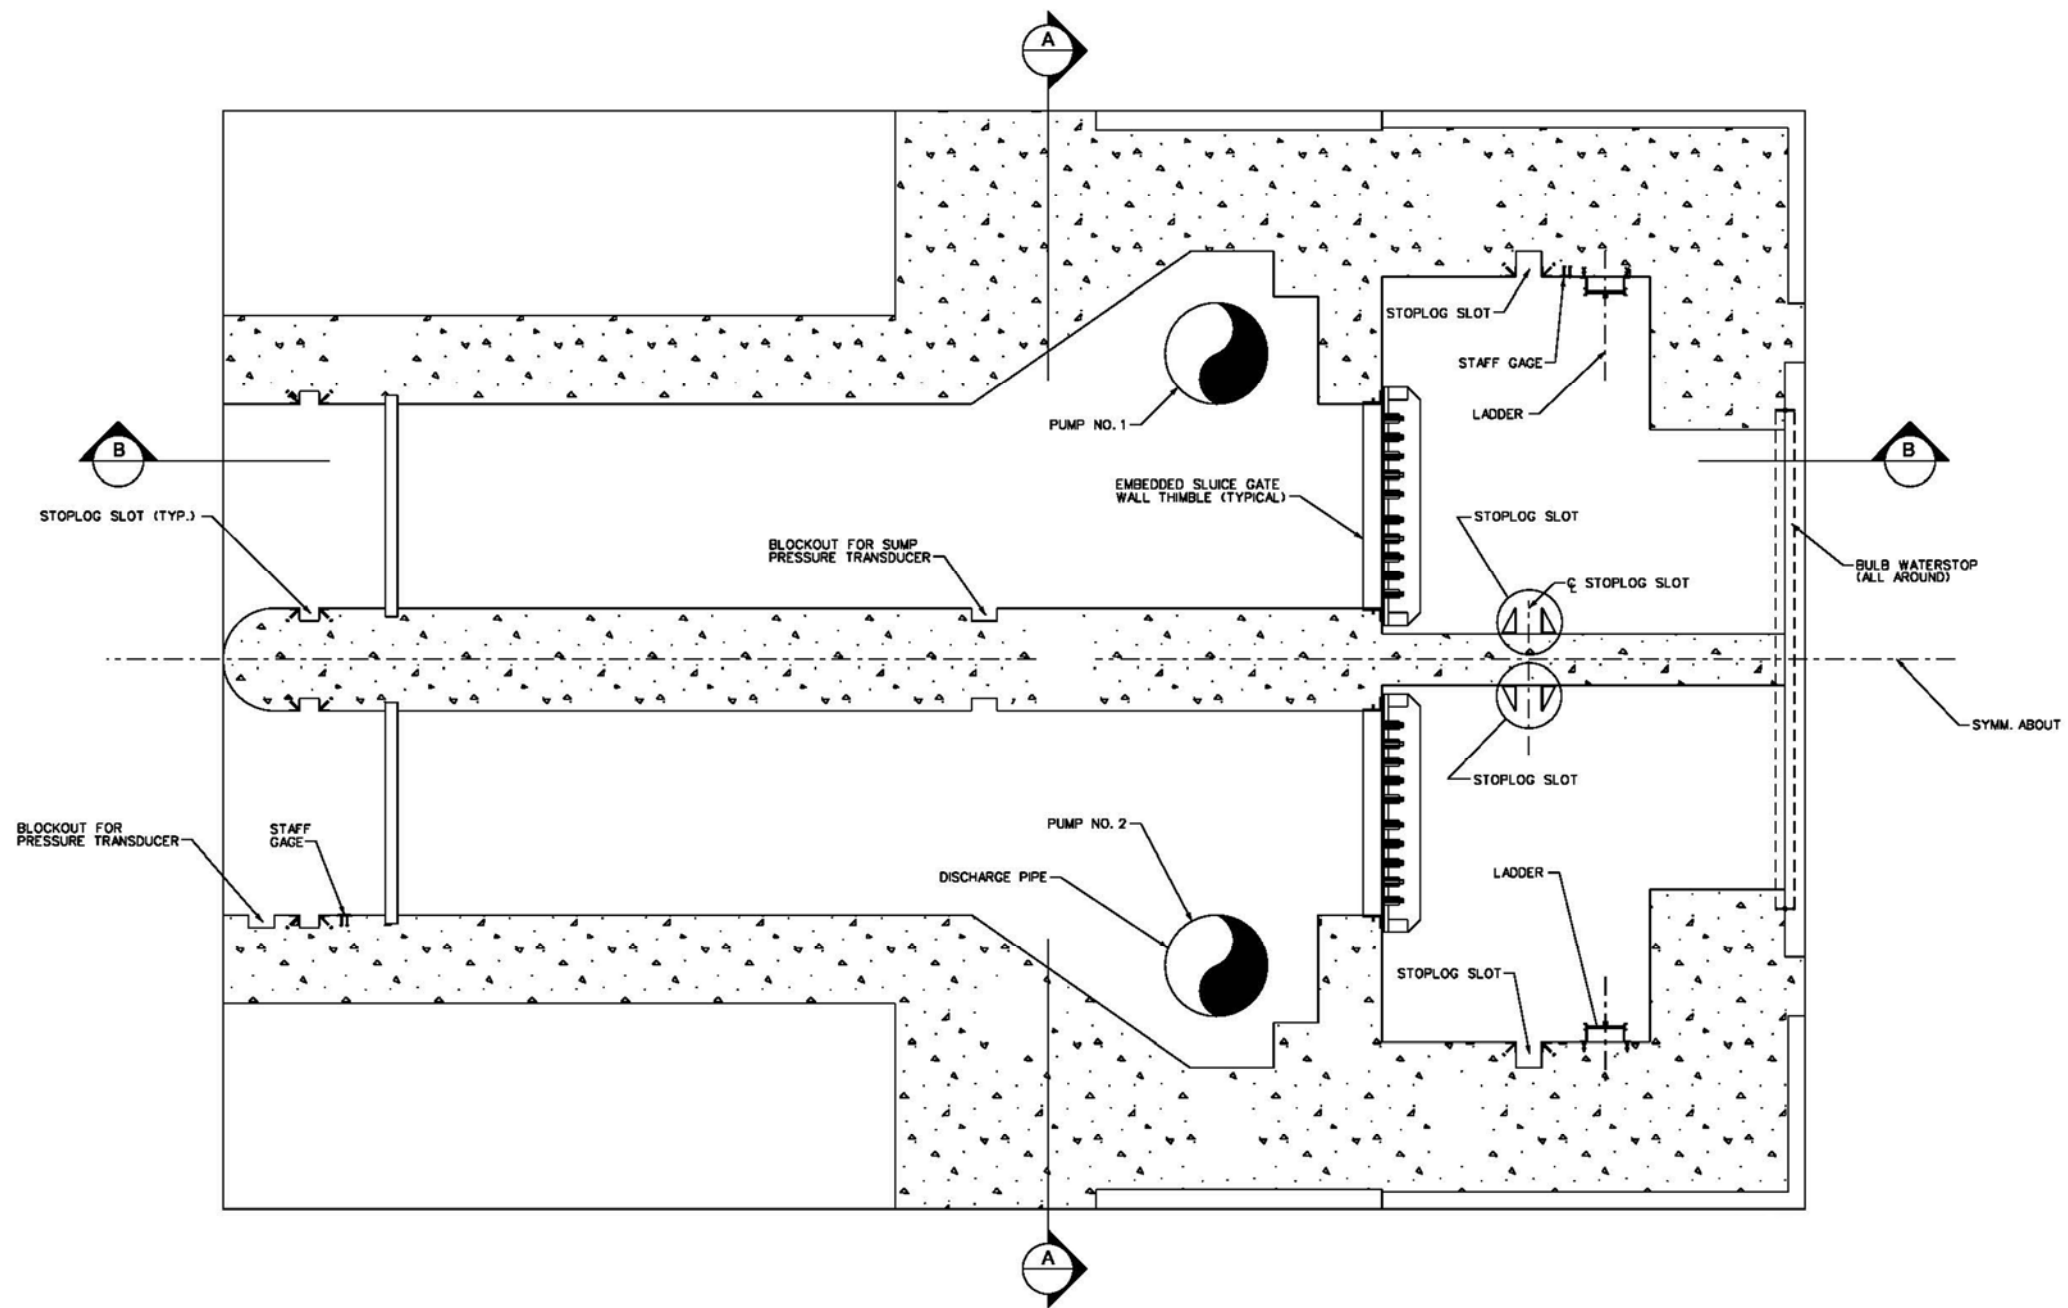 A
STOPLOG SLOT
STAFF GAGE
LADDER
PUMP NO. 1
B
B
EMBEDDED SLUICE GATE
WALL THIMBLE (TYPICAL)
STOPLOG SLOT (TYP.)
STOPLOG SLOT
BLOCKOUT FOR SUMP
PRESSURE TRANSDUCER
BULB WATERSTOP
(ALL AROUND)
℄ STOPLOG SLOT
SYMM. ABOUT
STOPLOG SLOT
BLOCKOUT FOR
PRESSURE TRANSDUCER
STAFF
GAGE
PUMP NO. 2
DISCHARGE PIPE
LADDER
STOPLOG SLOT
A